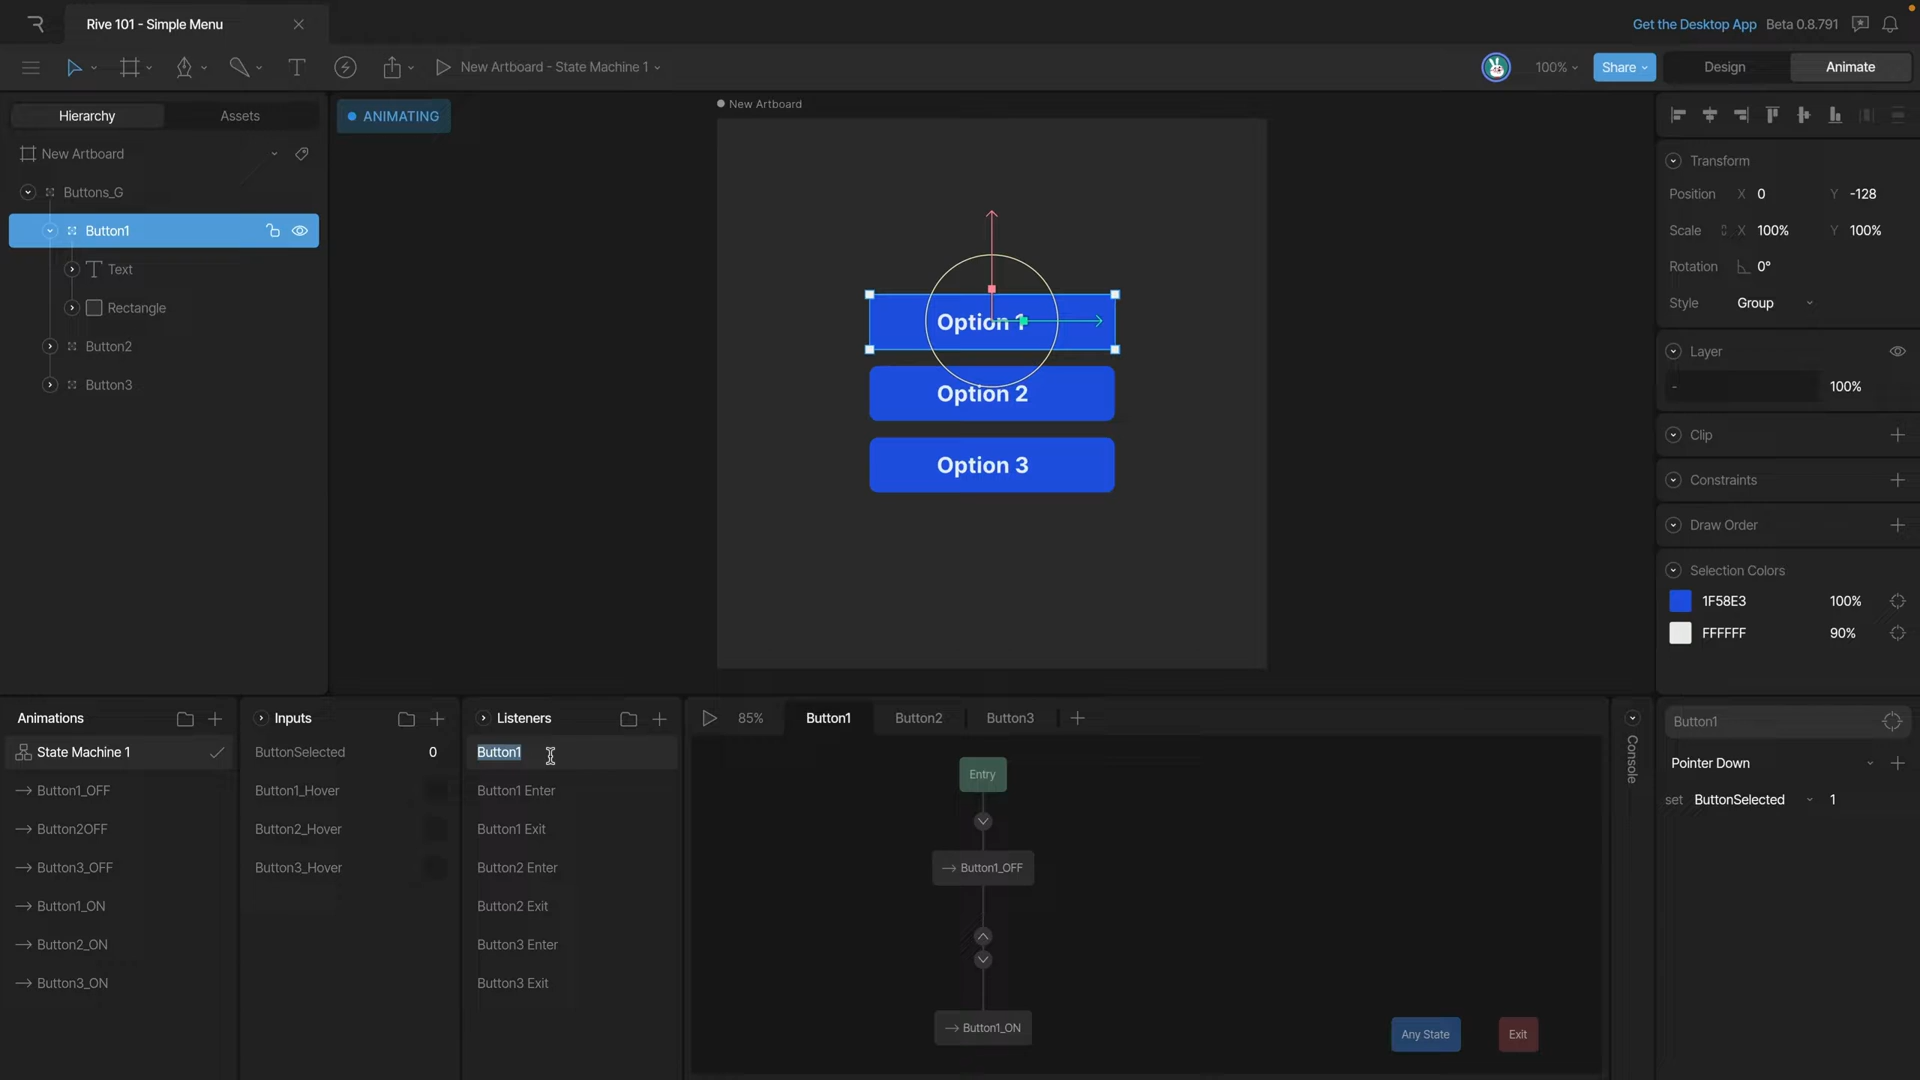 Rive 101 - Simple Menu
Get the Desktop App
Beta 0.8.791
New Artboard - State Machine 1
100%
Share
Design
Animate
Hierarchy
Assets
ANIMATING
New Artboard
New Artboard
Buttons_G
Button1
Text
Rectangle
Button2
Button3
Option 1
Option 2
Option 3
Transform
Position X 0 Y -128
Scale X 100% Y 100%
Rotation 0°
Style Group
Layer
- 100%
Clip
Constraints
Draw Order
Selection Colors
1F58E3 100%
FFFFFF 90%
Animations
State Machine 1
Button1_OFF
Button2OFF
Button3_OFF
Button1_ON
Button2_ON
Button3_ON
Inputs
ButtonSelected 0
Button1_Hover
Button2_Hover
Button3_Hover
Listeners
Button1
Button1 Enter
Button1 Exit
Button2 Enter
Button2 Exit
Button3 Enter
Button3 Exit
85%
Button1
Button2
Button3
Entry
Button1_OFF
Button1_ON
Any State
Exit
Console
Button1
Pointer Down
set ButtonSelected 1